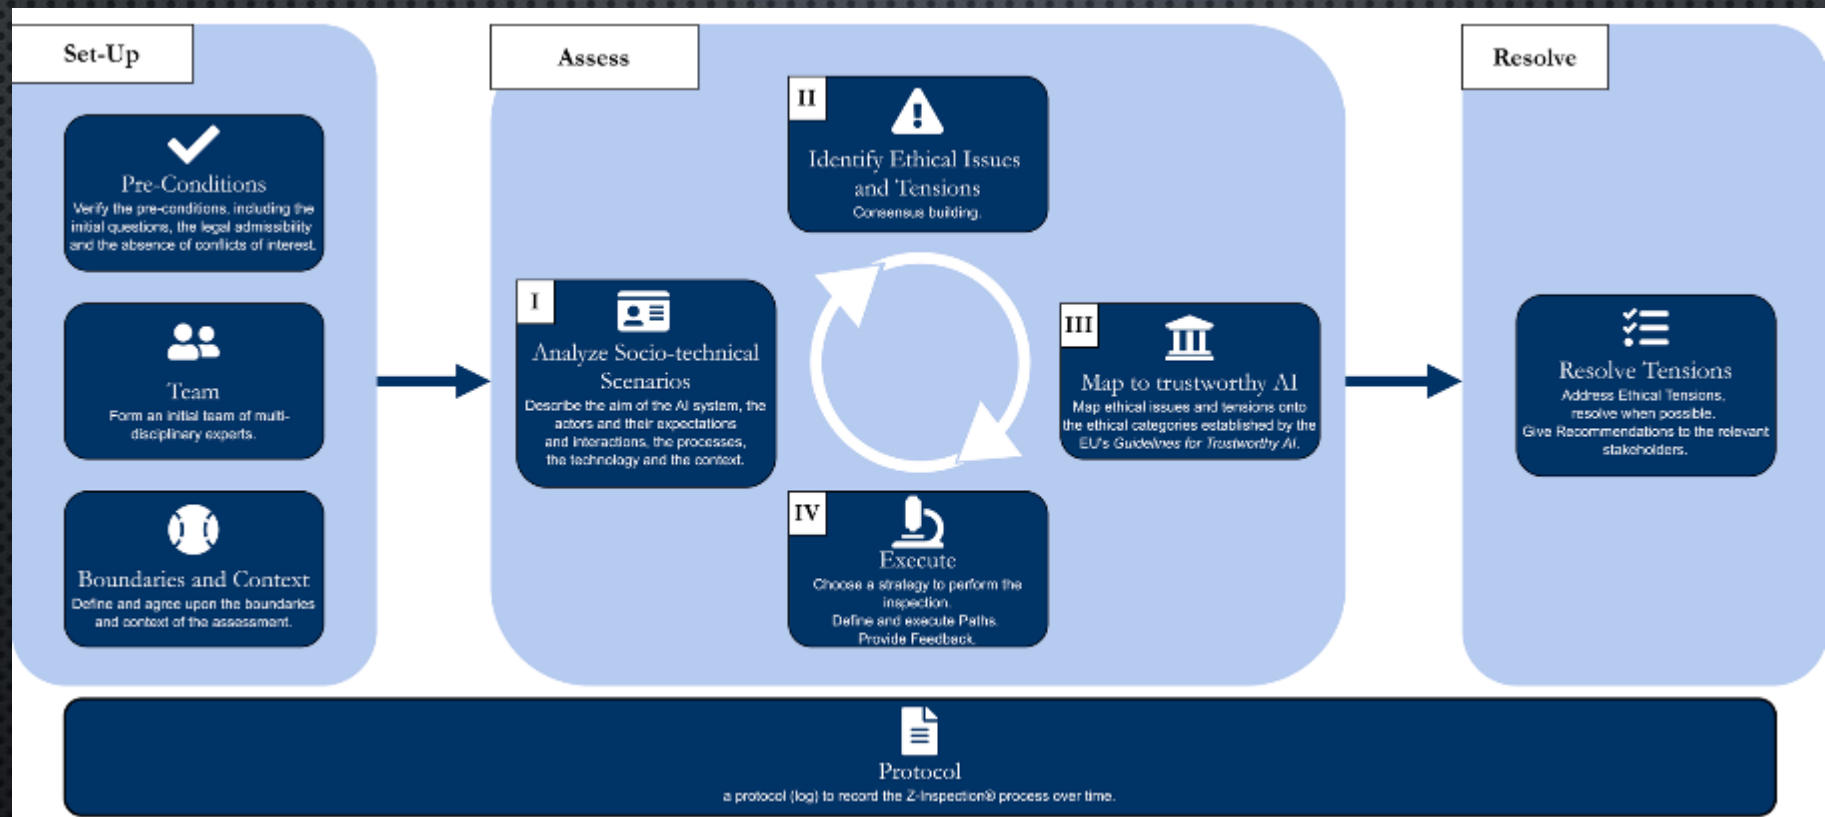 Set-Up
Pre-Conditions
Verify the pre-conditions, including the
initial questions, the legal admissibility
and the absence of conflicts of interest.
Team
Form an initial team of multi-
disciplinary experts.
Boundaries and Context
Define and agree upon the boundaries
and context of the assessment.
Assess
I
Analyze Socio-technical
Scenarios
Describe the aim of the AI system, the
actors and their expectations
and interactions, the processes,
the technology and the context.
II
Identify Ethical Issues
and Tensions
Consensus building.
III
Map to trustworthy AI
Map ethical issues and tensions onto
the ethical categories established by the
EU's Guidelines for Trustworthy AI.
IV
Execute
Choose a strategy to perform the
inspection.
Define and execute Paths.
Provide Feedback.
Resolve
Resolve Tensions
Address Ethical Tensions,
resolve when possible.
Give Recommendations to the relevant
stakeholders.
Protocol
a protocol (log) to record the Z-Inspection® process over time.